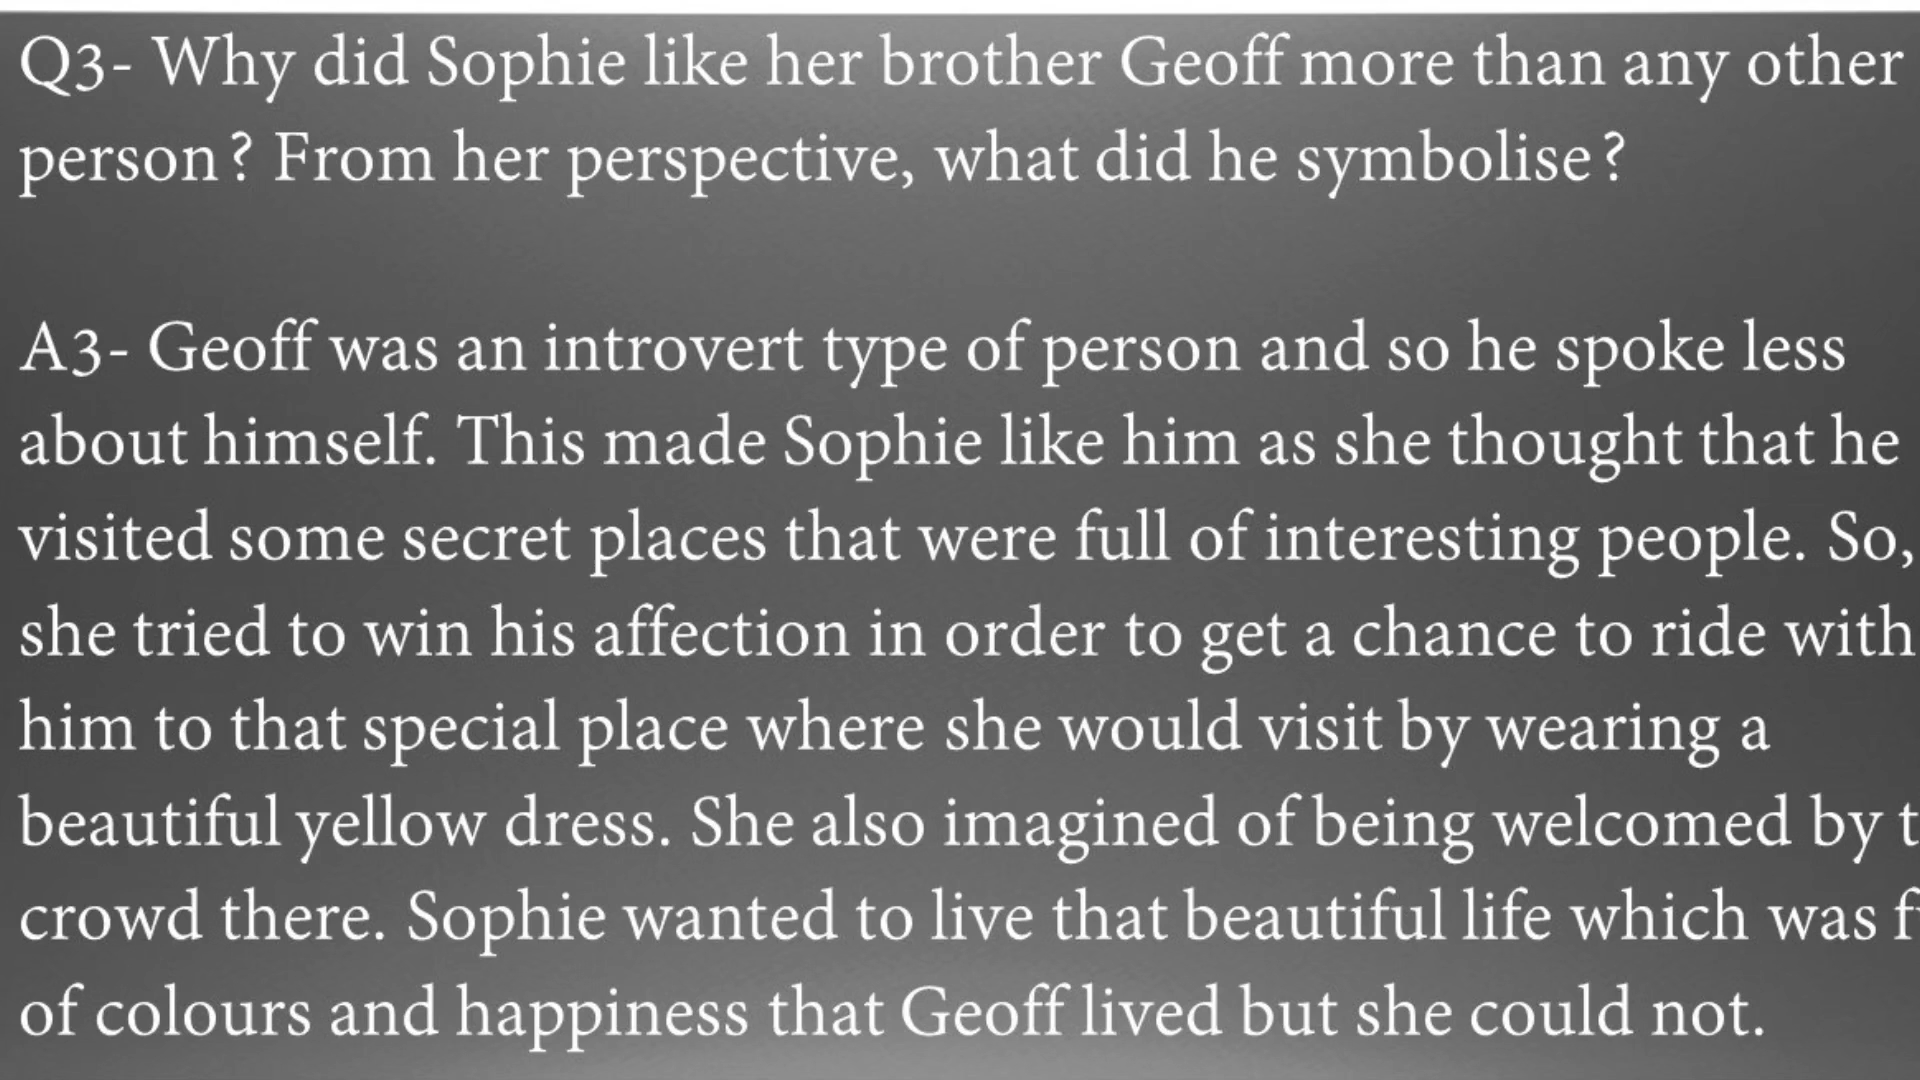 Q3- Why did Sophie like her brother Geoff more than any other
person? From her perspective, what did he symbolise?
A3- Geoff was an introvert type of person and so he spoke less
about himself. This made Sophie like him as she thought that he
visited some secret places that were full of interesting people. So,
she tried to win his affection in order to get a chance to ride with
him to that special place where she would visit by wearing a
beautiful yellow dress. She also imagined of being welcomed by
crowd there. Sophie wanted to live that beautiful life which was
of colours and happiness that Geoff lived but she could not.